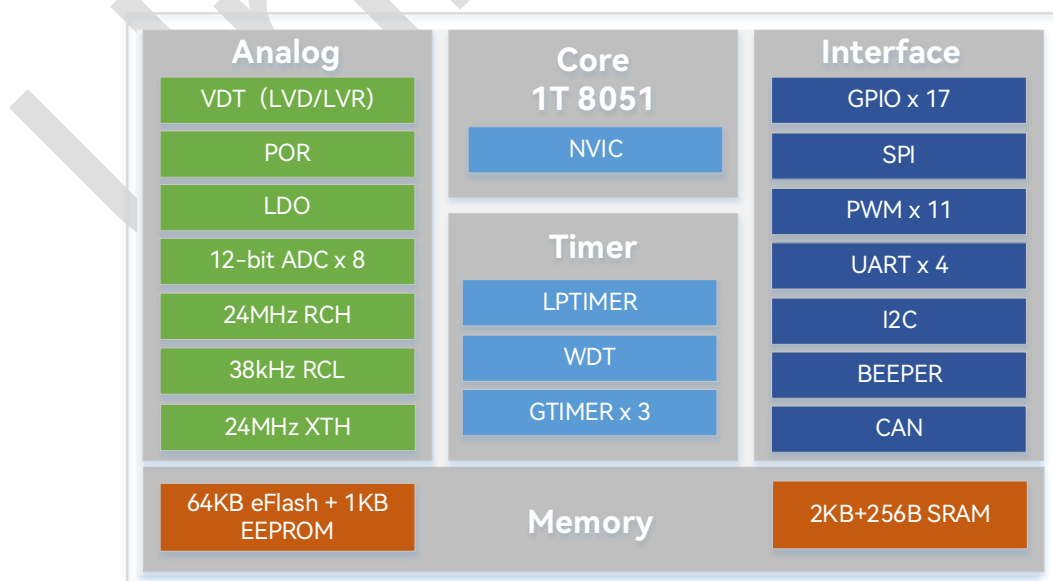 Analog
VDT（LVD/LVR)
POR
LDO
12-bit ADC x 8
24MHz RCH
38kHz RCL
24MHz XTH
Core
1T 8051
NVIC
Timer
LPTIMER
WDT
GTIMER x 3
Interface
GPIO x 17
SPI
PWM x 11
UART x 4
I2C
BEEPER
CAN
64KB eFlash + 1KB
EEPROM
Memory
2KB+256B SRAM